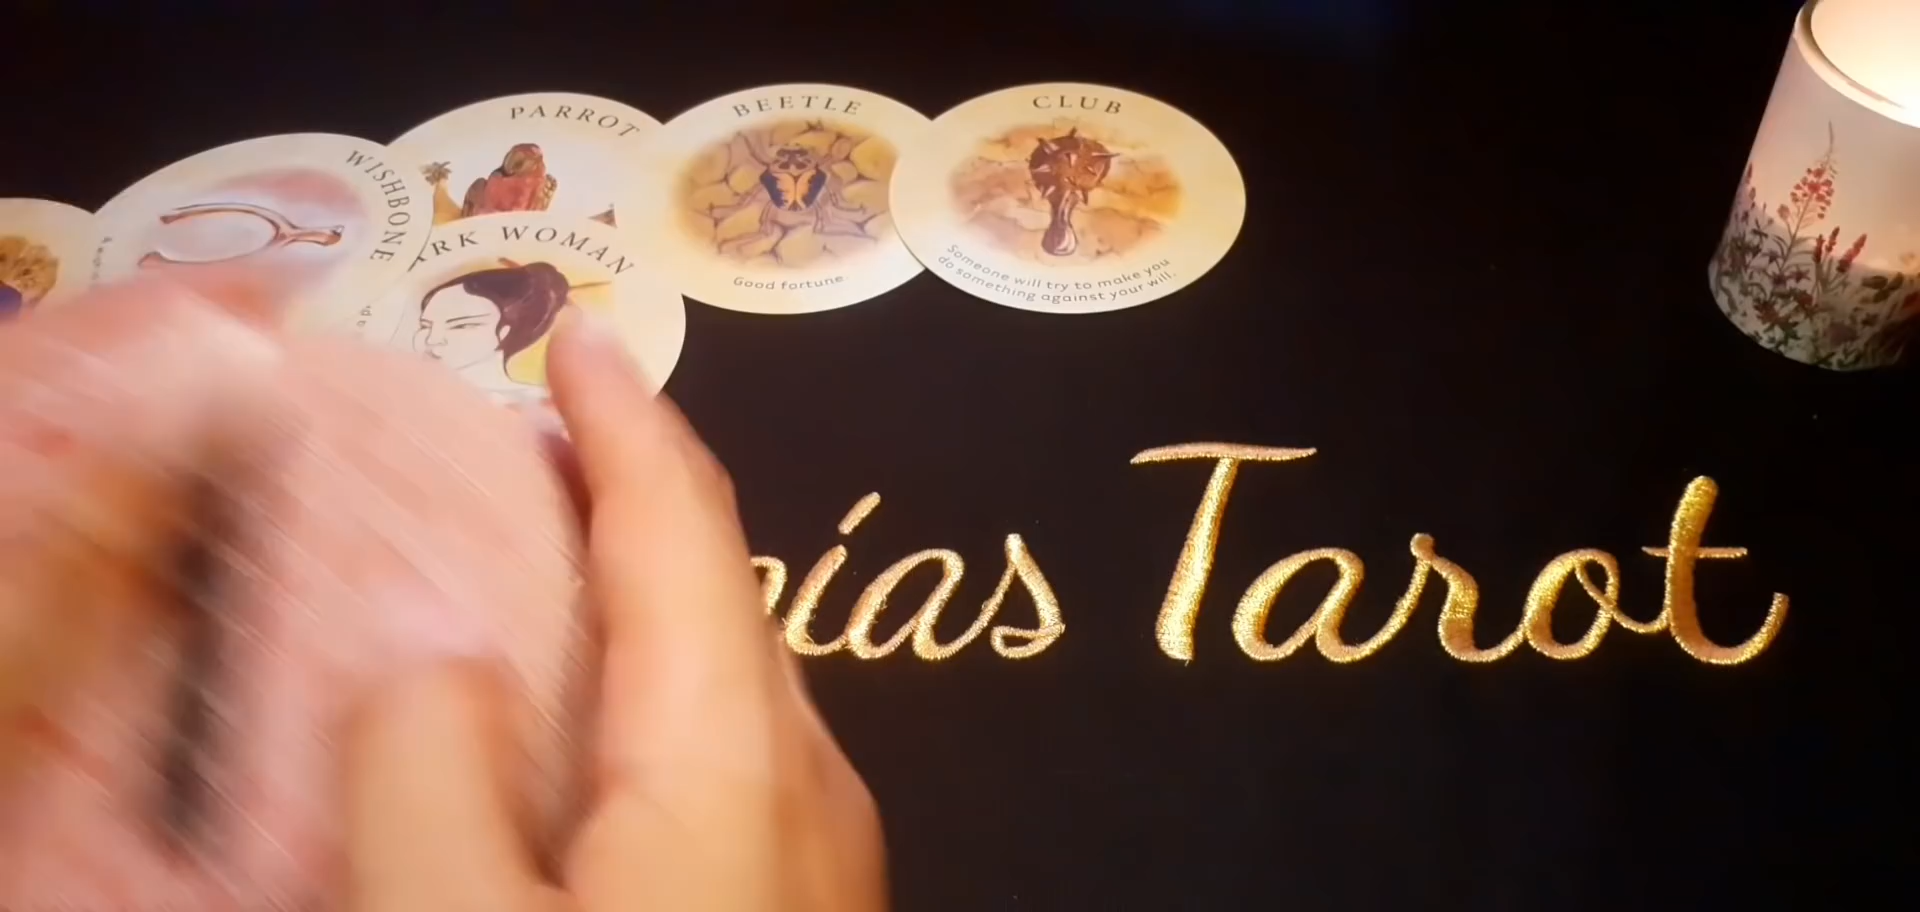 PARROT
BEETLE
CLUB
WISHBONE
RK WOMAN
Good fortune.
Someone will try to make you
do something against your will.
ías Tarot